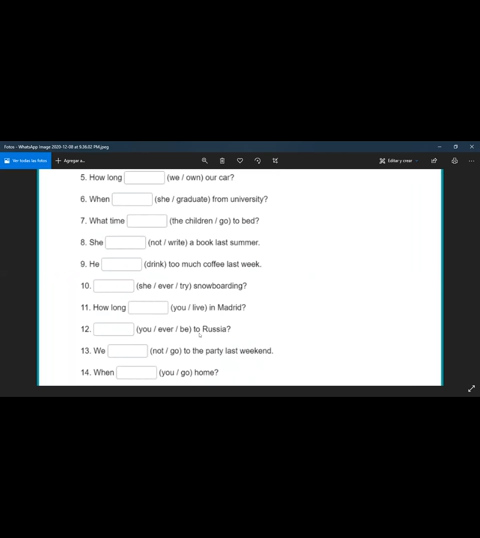 Fotos - WhatsApp Image 2020-12-08 at 9.36.02 PM.jpeg
Ver todas las fotos + Agregar a... Editar y crear
5. How long (we / own) our car?
6. When (she / graduate) from university?
7. What time (the children / go) to bed?
8. She (not / write) a book last summer.
9. He (drink) too much coffee last week.
10. (she / ever / try) snowboarding?
11. How long (you / live) in Madrid?
12. (you / ever / be) to Russia?
13. We (not / go) to the party last weekend.
14. When (you / go) home?